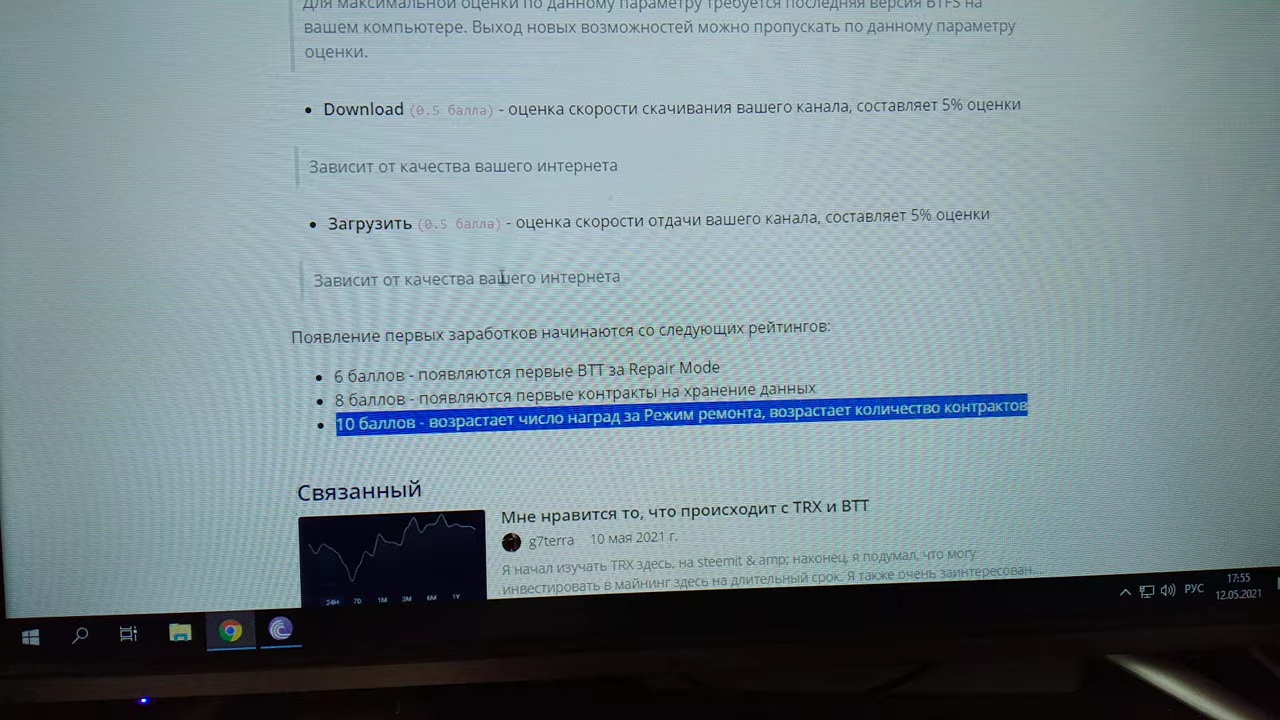 Для максимальной оценки по данному параметру требуется последняя версия BTFS на
вашем компьютере. Выход новых возможностей можно пропускать по данному параметру
оценки.
• Download (0.5 балла) - оценка скорости скачивания вашего канала, составляет 5% оценки
Зависит от качества вашего интернета
• Загрузить (0.5 балла) - оценка скорости отдачи вашего канала, составляет 5% оценки
Зависит от качества вашего интернета
Появление первых заработков начинаются со следующих рейтингов:
• 6 баллов - появляются первые BTT за Repair Mode
• 8 баллов - появляются первые контракты на хранение данных
• 10 баллов - возрастает число наград за Режим ремонта, возрастает количество контрактов
Связанный
Мне нравится то, что происходит с TRX и BTT
g7terra 10 мая 2021 г.
Я начал изучать TRX здесь, на steemit & amp; наконец, я подумал, что могу
инвестировать в майнинг здесь на длительный срок. Я также очень заинтересован...
24H 7D 1M 3M 6M 1Y
РУС
17:55
12.05.2021